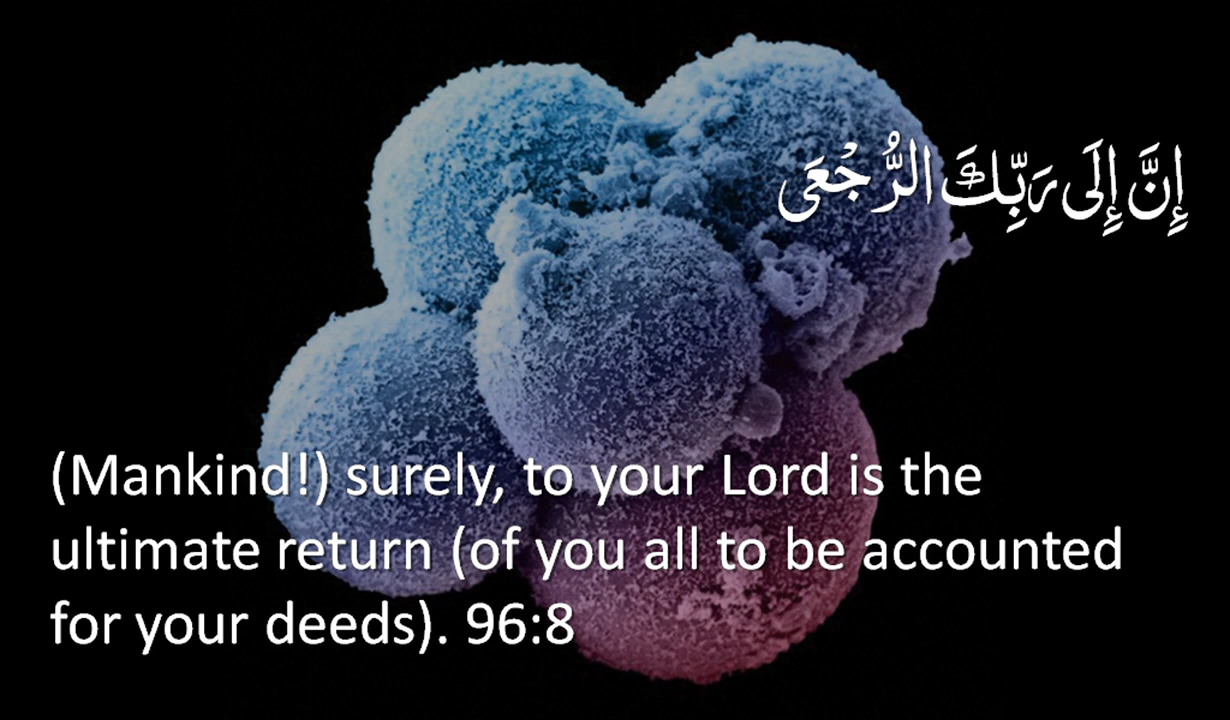 إِنَّ إِلَى رَبِّكَ الرُّجْعَى
(Mankind!) surely, to your Lord is the
ultimate return (of you all to be accounted
for your deeds). 96:8